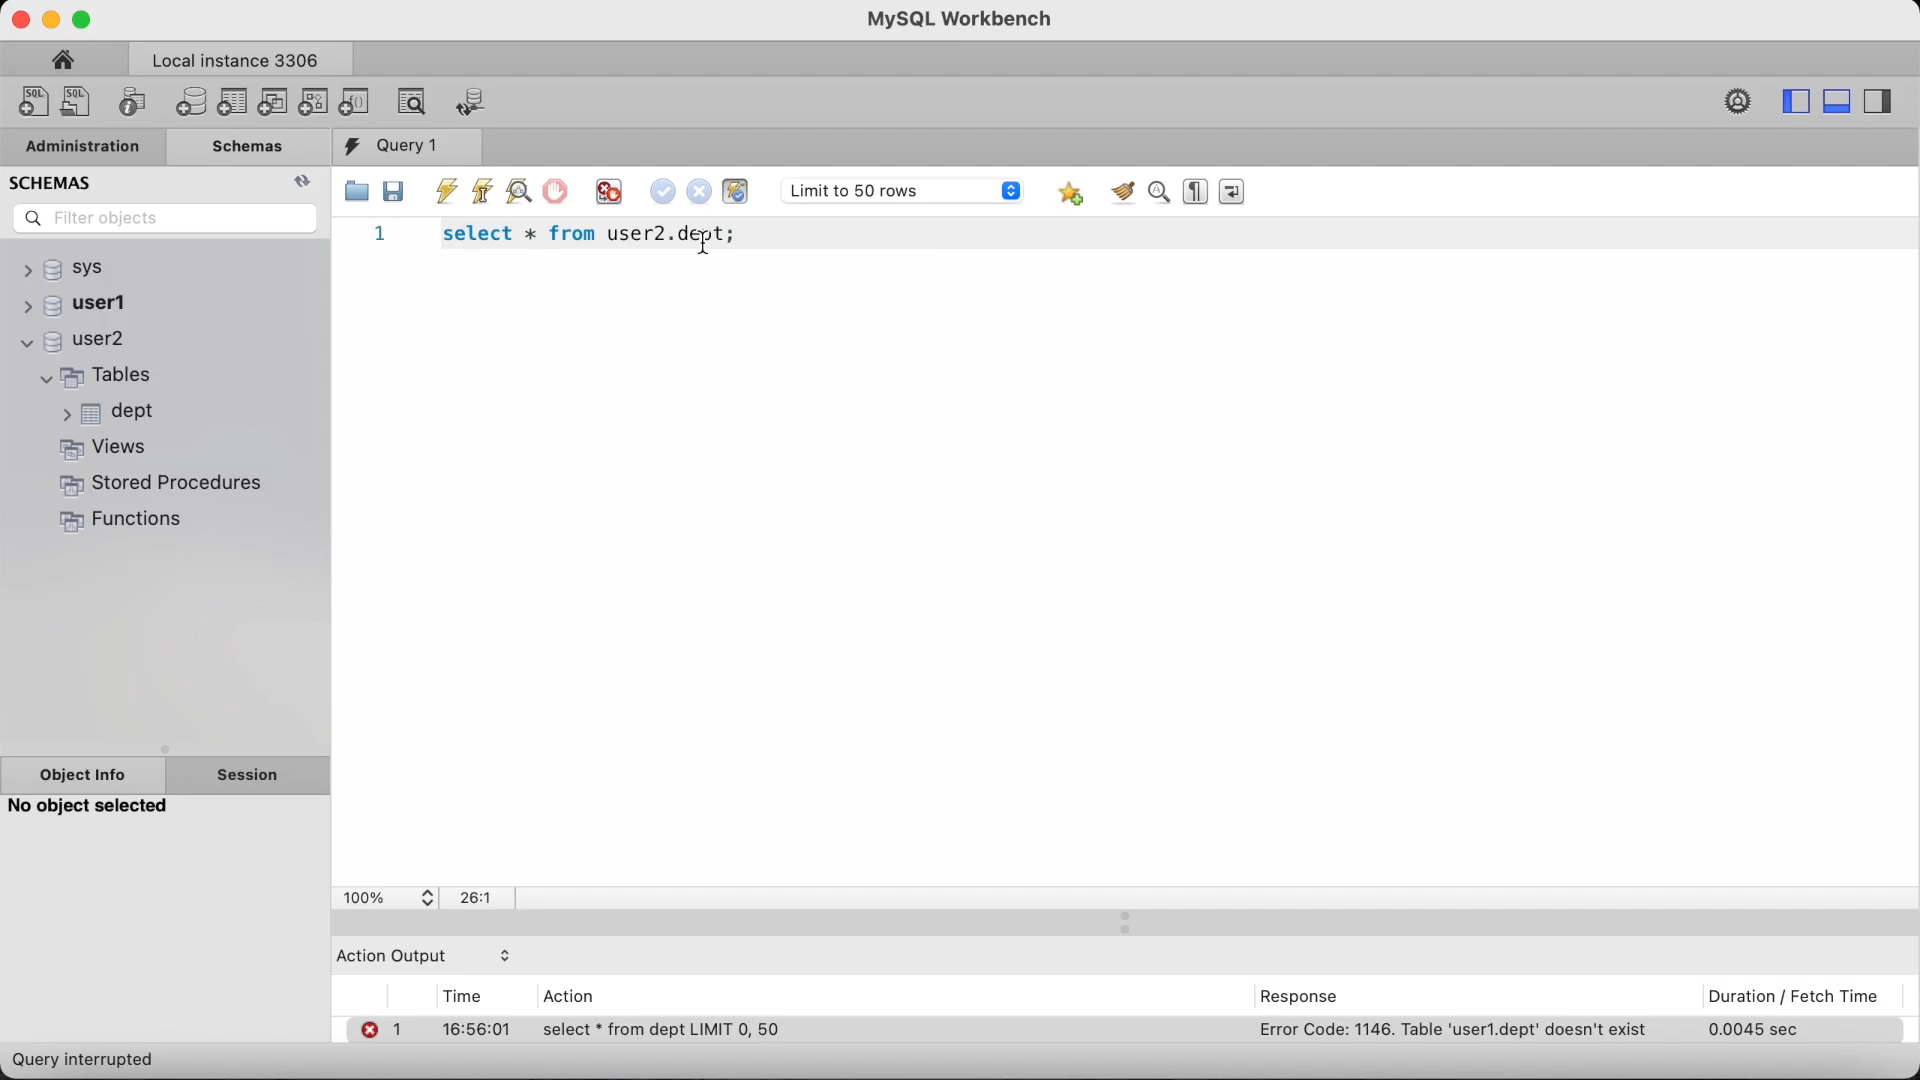 MySQL Workbench
Local instance 3306
SQL SQL
Administration Schemas Query 1
SCHEMAS
Filter objects
Limit to 50 rows
1 select * from user2.dept;
sys
user1
user2
Tables
dept
Views
Stored Procedures
Functions
Object Info Session
No object selected
100% 26:1
Action Output
Time Action Response Duration / Fetch Time
1 16:56:01 select * from dept LIMIT 0, 50 Error Code: 1146. Table 'user1.dept' doesn't exist 0.0045 sec
Query interrupted